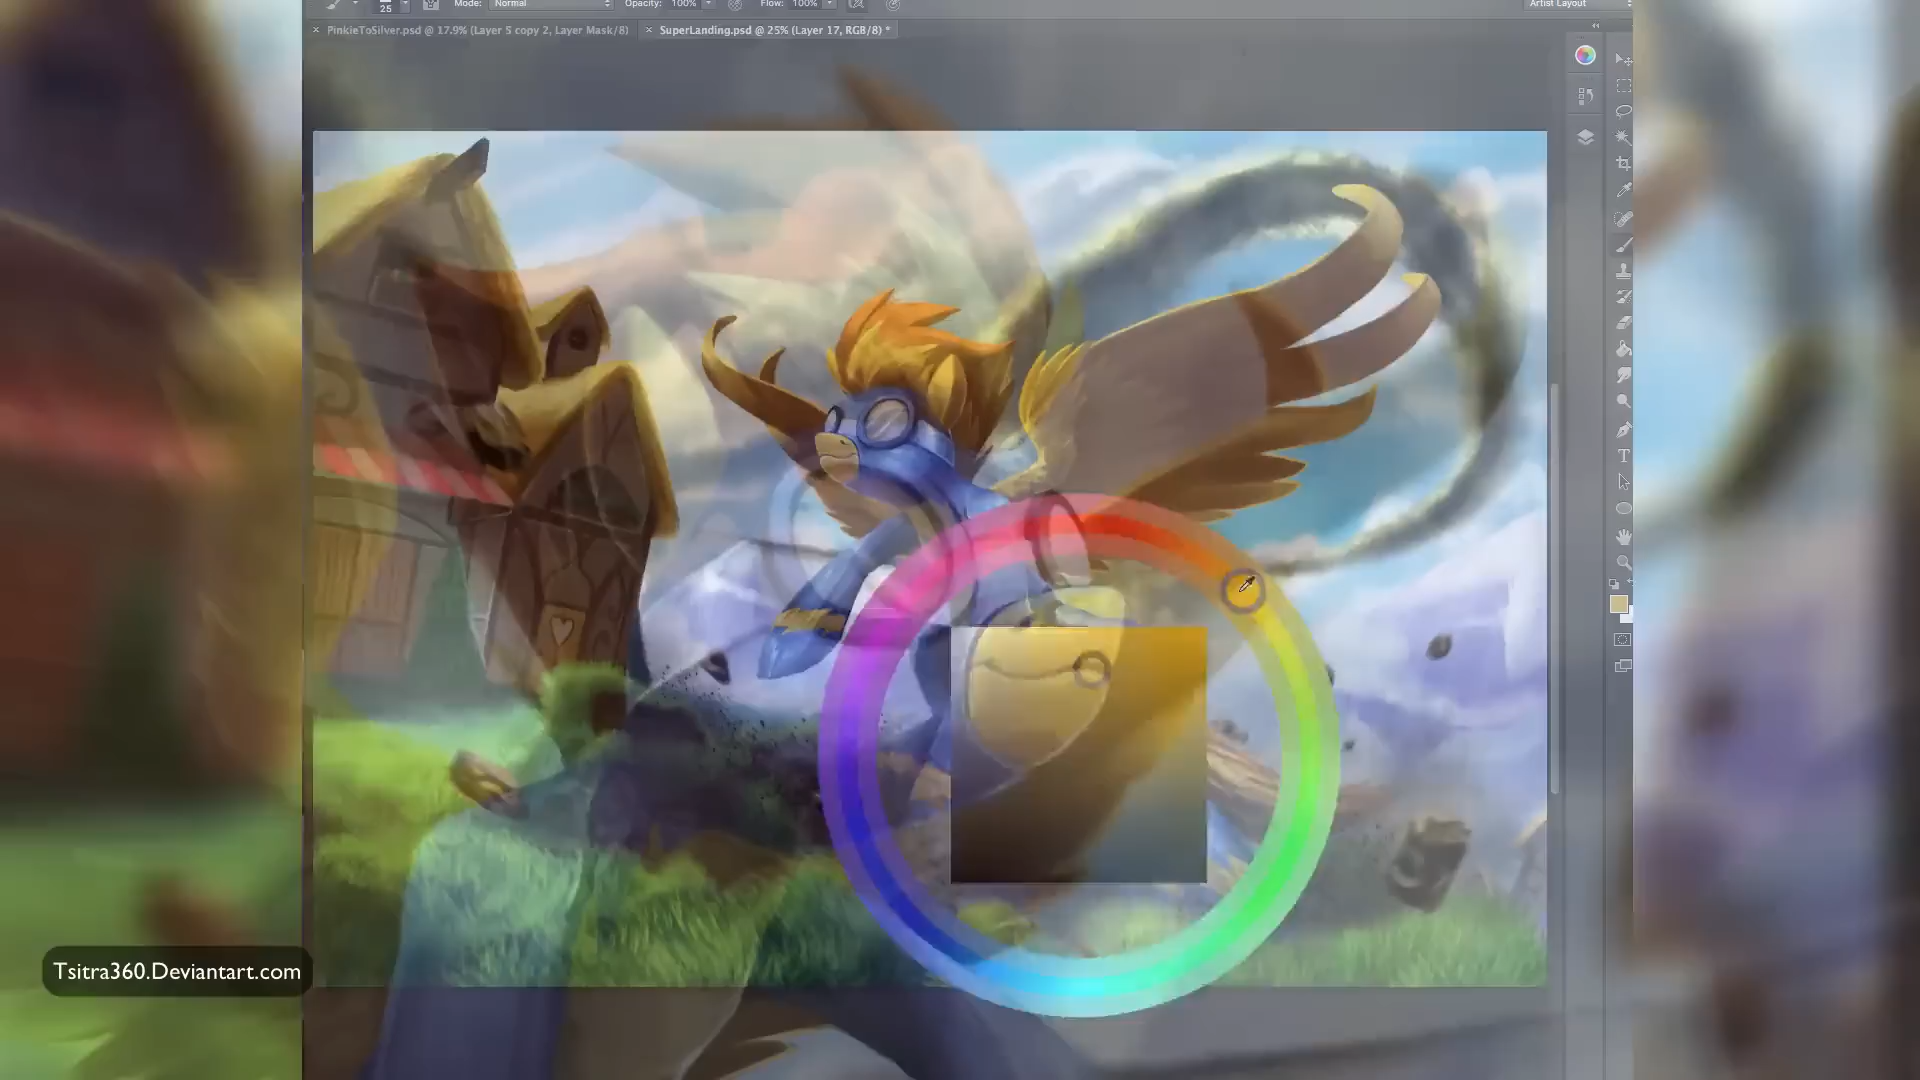 25 Mode: Normal Opacity: 100% Flow: 100% Artist Layout
× PinkieToSilver.psd @ 17.9% (Layer 5 copy 2, Layer Mask/8) × SuperLanding.psd @ 25% (Layer 17, RGB/8) *
T
Tsitra360.Deviantart.com